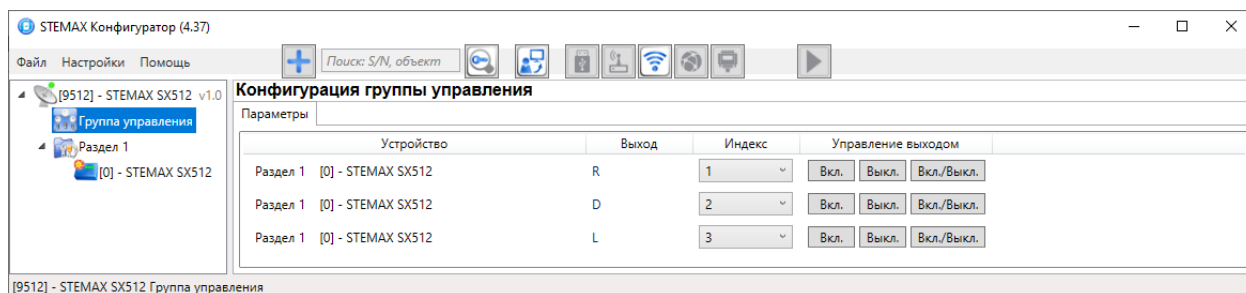 STEMAX Конфигуратор (4.37)
Файл Настройки Помощь Поиск: S/N, объект
[9512] - STEMAX SX512 v1.0
Группа управления
Раздел 1
[0] - STEMAX SX512
Конфигурация группы управления
Параметры
Устройство Выход Индекс Управление выходом
Раздел 1 [0] - STEMAX SX512 R 1 Вкл. Выкл. Вкл./Выкл.
Раздел 1 [0] - STEMAX SX512 D 2 Вкл. Выкл. Вкл./Выкл.
Раздел 1 [0] - STEMAX SX512 L 3 Вкл. Выкл. Вкл./Выкл.
[9512] - STEMAX SX512 Группа управления